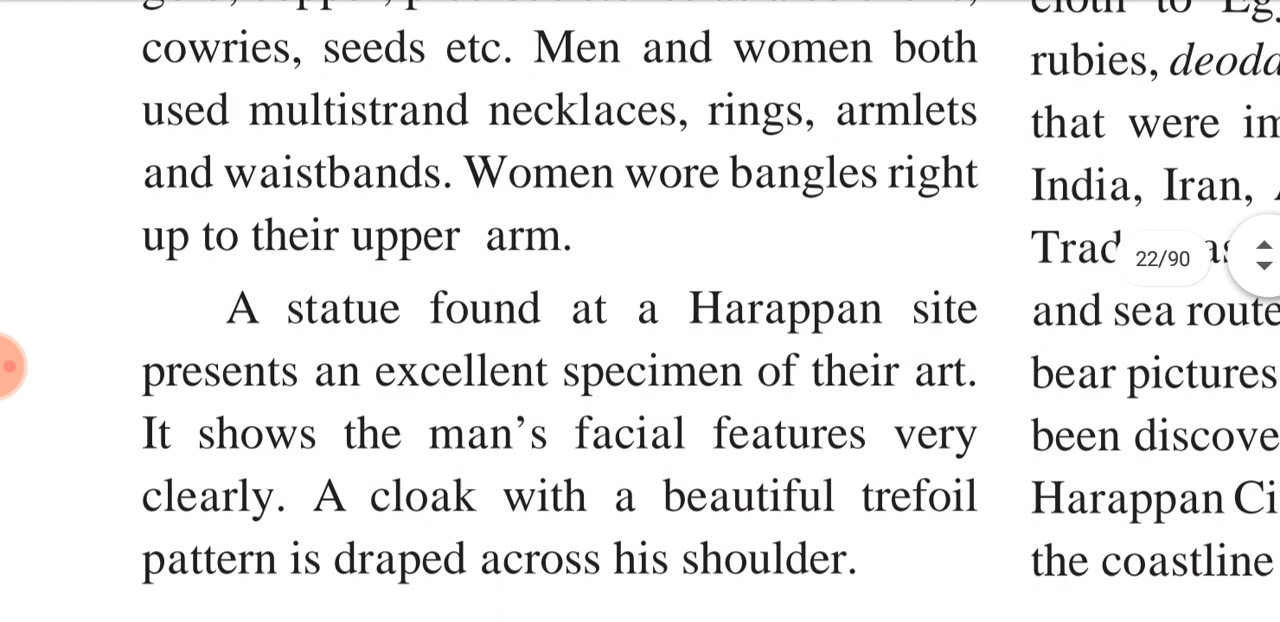 cowries, seeds etc. Men and women both
used multistrand necklaces, rings, armlets
and waistbands. Women wore bangles right
up to their upper arm.
A statue found at a Harappan site
presents an excellent specimen of their art.
It shows the man’s facial features very
clearly. A cloak with a beautiful trefoil
pattern is draped across his shoulder.
cloth to
rubies,
that were
India, Iran,
22/90
and sea
bear pictures
been
Harappan
the coastline